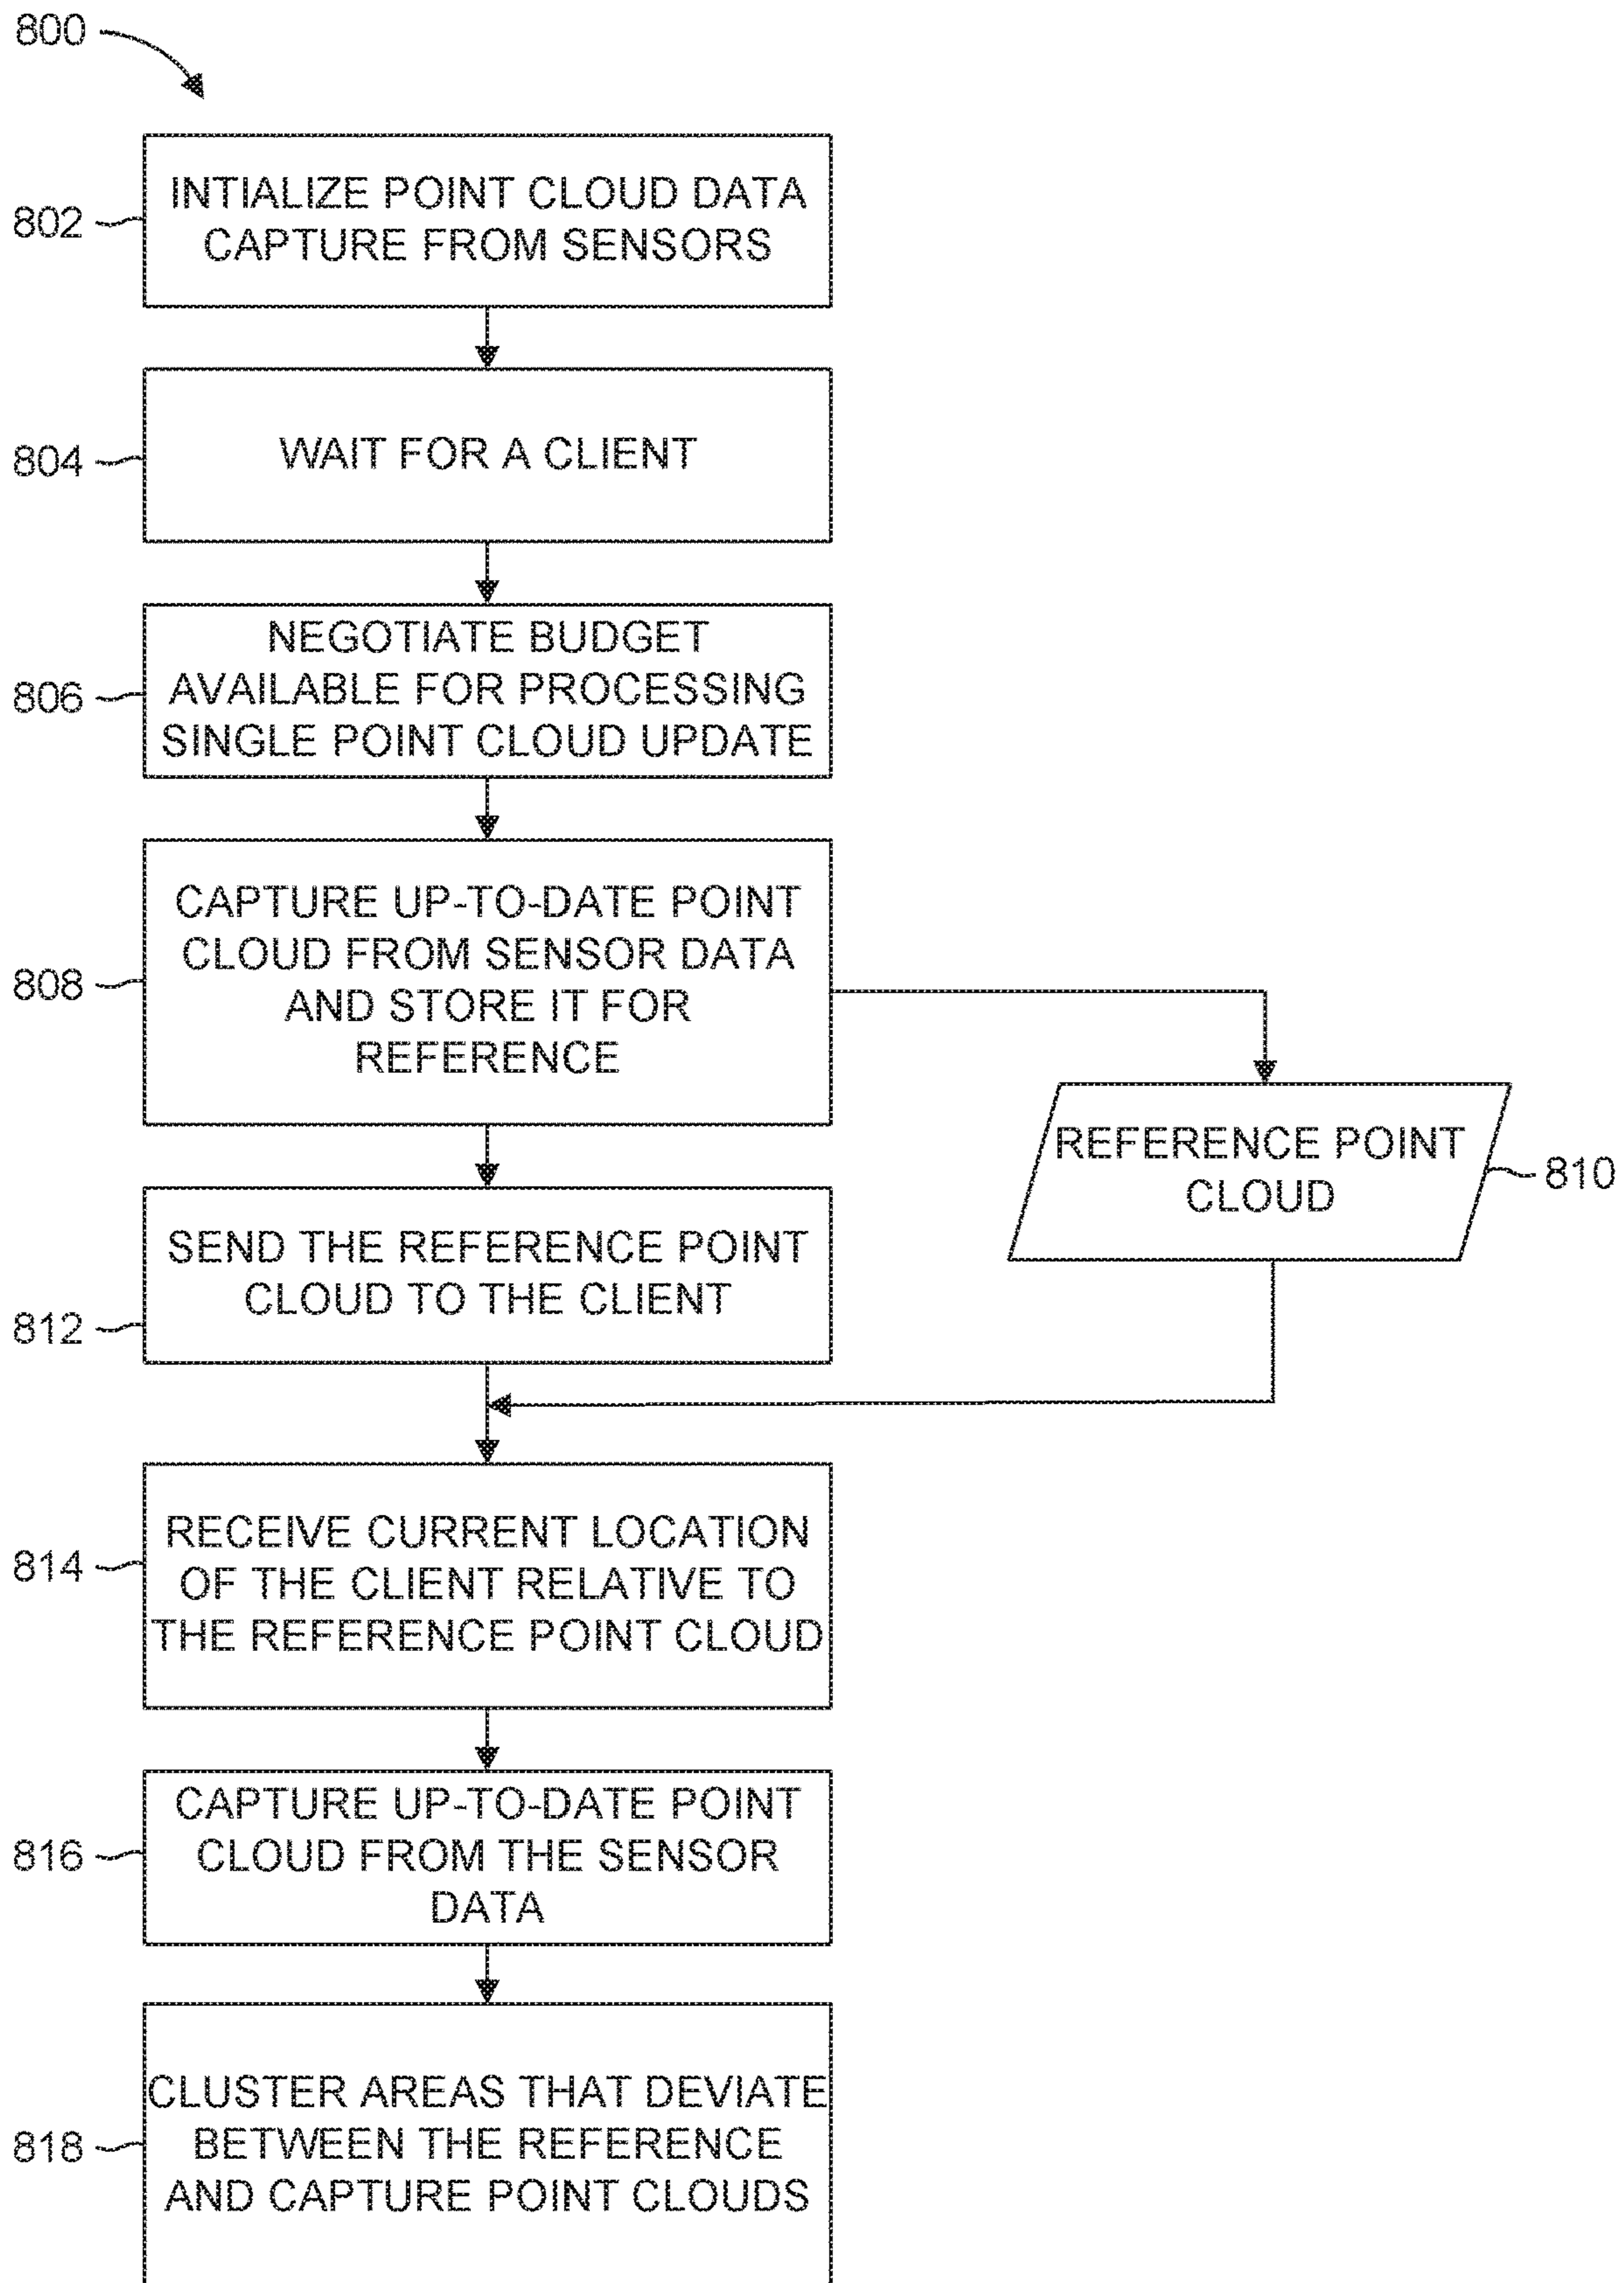 800
802
INTIALIZE POINT CLOUD DATA
CAPTURE FROM SENSORS
804
WAIT FOR A CLIENT
806
NEGOTIATE BUDGET
AVAILABLE FOR PROCESSING
SINGLE POINT CLOUD UPDATE
808
CAPTURE UP-TO-DATE POINT
CLOUD FROM SENSOR DATA
AND STORE IT FOR
REFERENCE
REFERENCE POINT
CLOUD
810
812
SEND THE REFERENCE POINT
CLOUD TO THE CLIENT
814
RECEIVE CURRENT LOCATION
OF THE CLIENT RELATIVE TO
THE REFERENCE POINT CLOUD
816
CAPTURE UP-TO-DATE POINT
CLOUD FROM THE SENSOR
DATA
818
CLUSTER AREAS THAT DEVIATE
BETWEEN THE REFERENCE
AND CAPTURE POINT CLOUDS